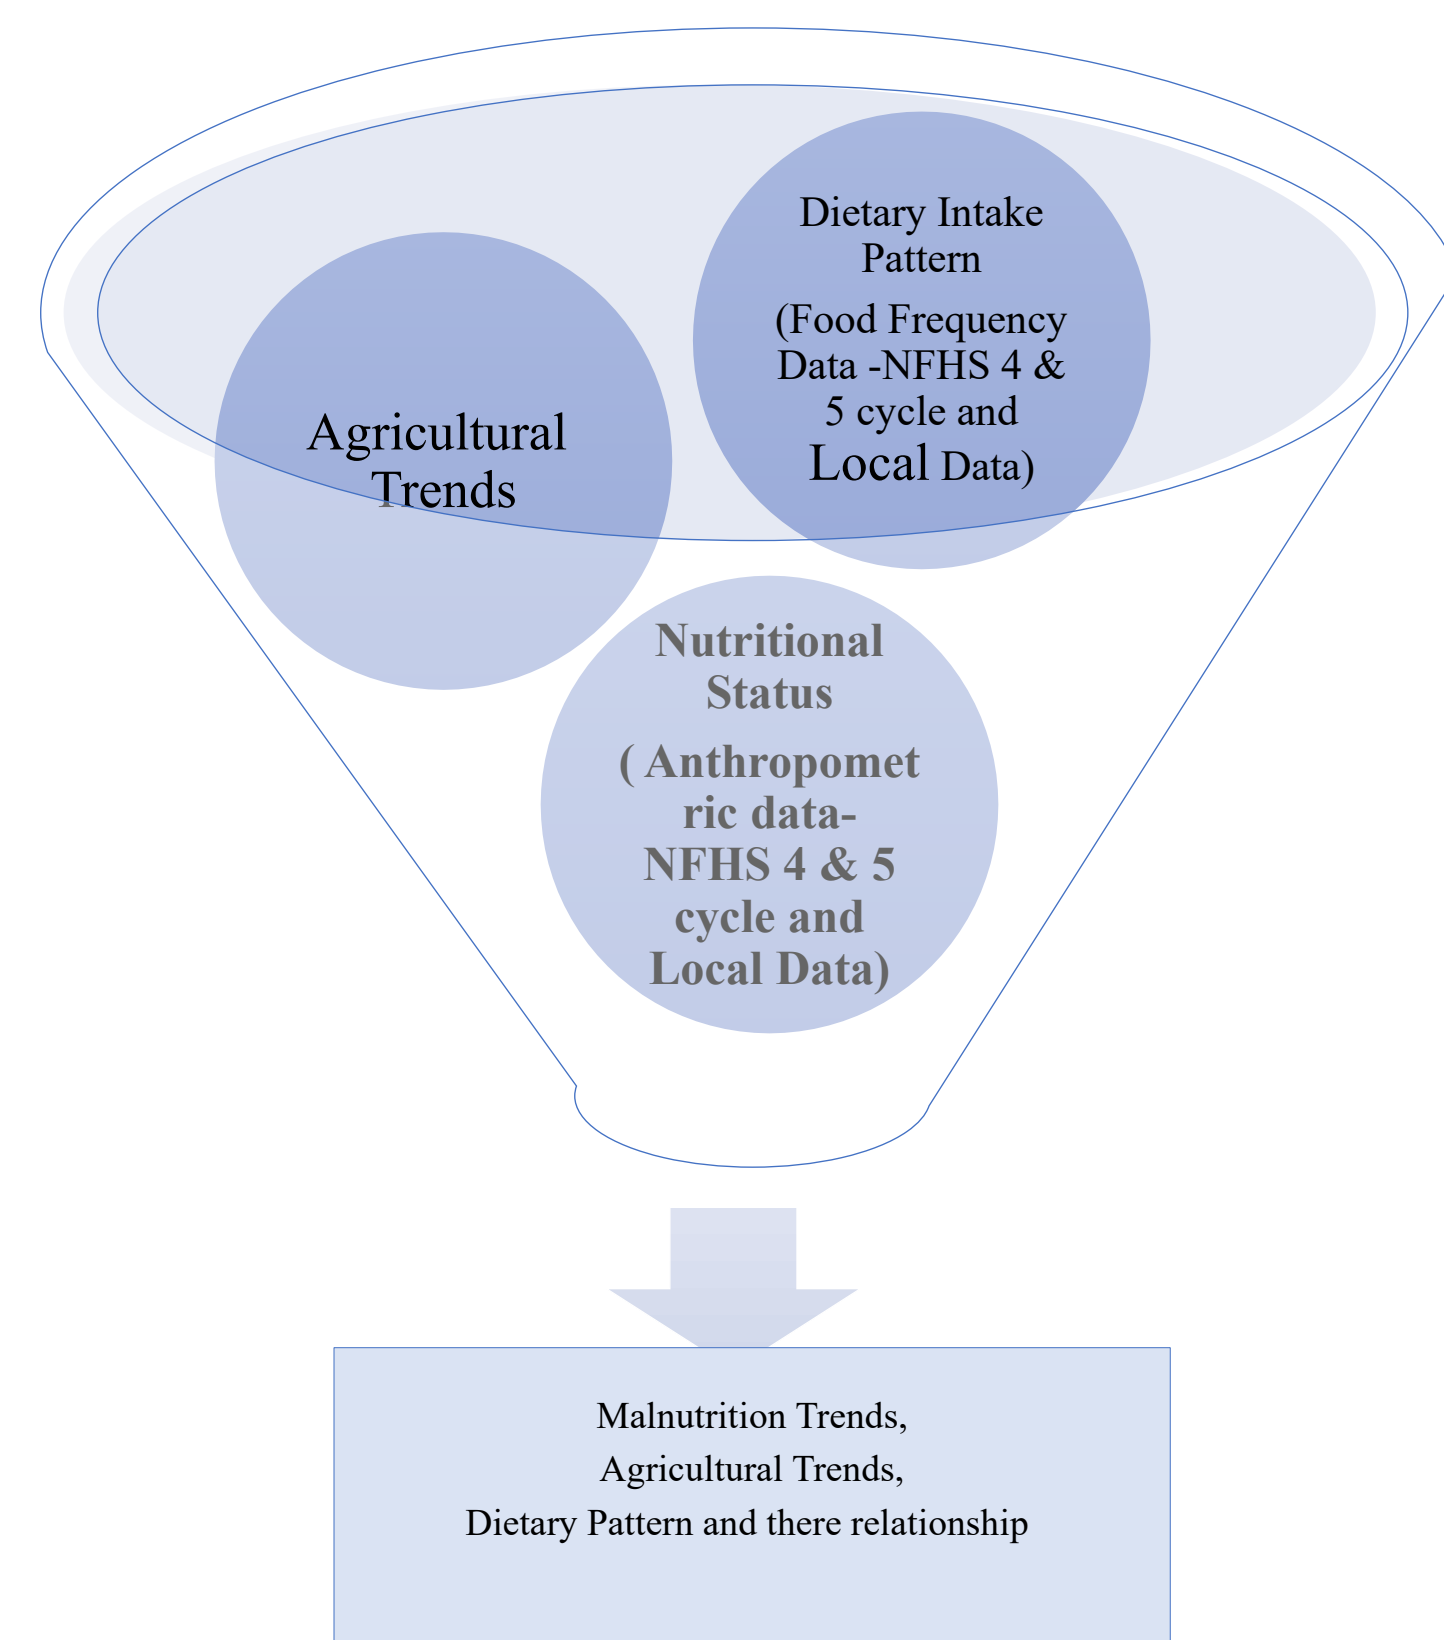 Dietary Intake
Pattern
(Food Frequency
Data -NFHS 4 &
5 cycle and
Local Data)
Agricultural
Trends
Nutritional
Status
( Anthropomet
ric data-
NFHS 4 & 5
cycle and
Local Data)
Malnutrition Trends,
Agricultural Trends,
Dietary Pattern and there relationship